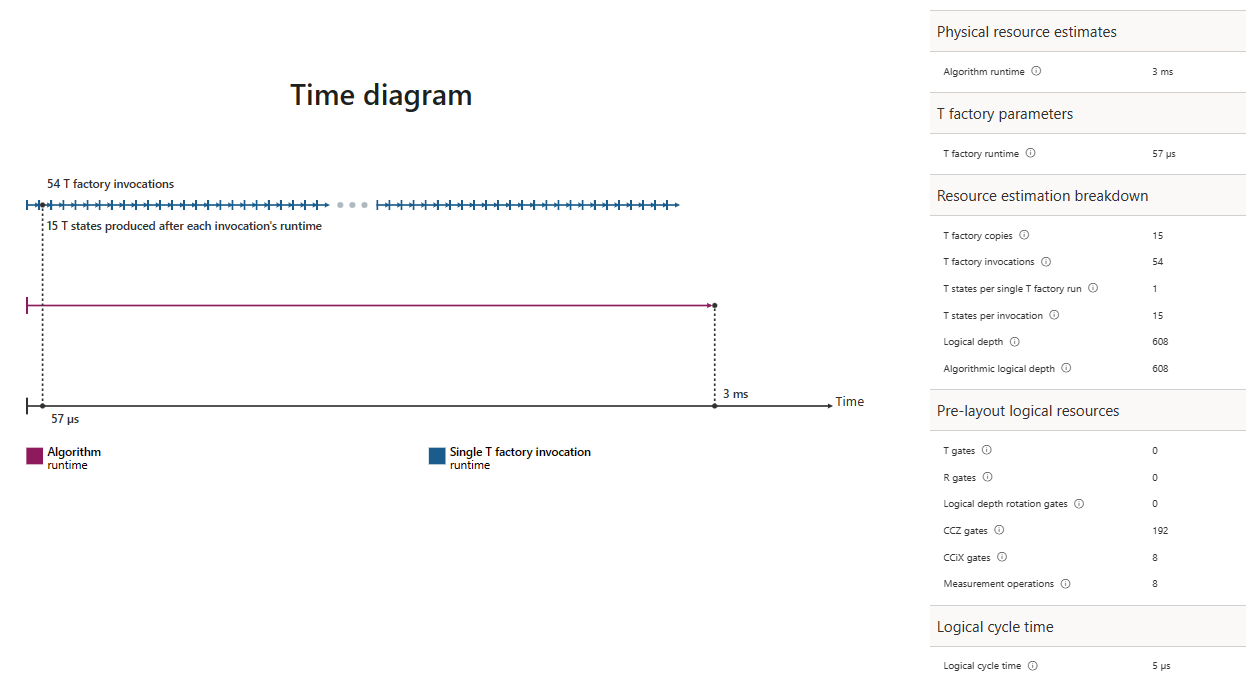 Time diagram
54 T factory invocations
15 T states produced after each invocation's runtime
3 ms
Time
57 µs
Algorithm
runtime
Single T factory invocation
runtime
Physical resource estimates
Algorithm runtime 3 ms
T factory parameters
T factory runtime 57 µs
Resource estimation breakdown
T factory copies 15
T factory invocations 54
T states per single T factory run 1
T states per invocation 15
Logical depth 608
Algorithmic logical depth 608
Pre-layout logical resources
T gates 0
R gates 0
Logical depth rotation gates 0
CCZ gates 192
CCiX gates 8
Measurement operations 8
Logical cycle time
Logical cycle time 5 µs